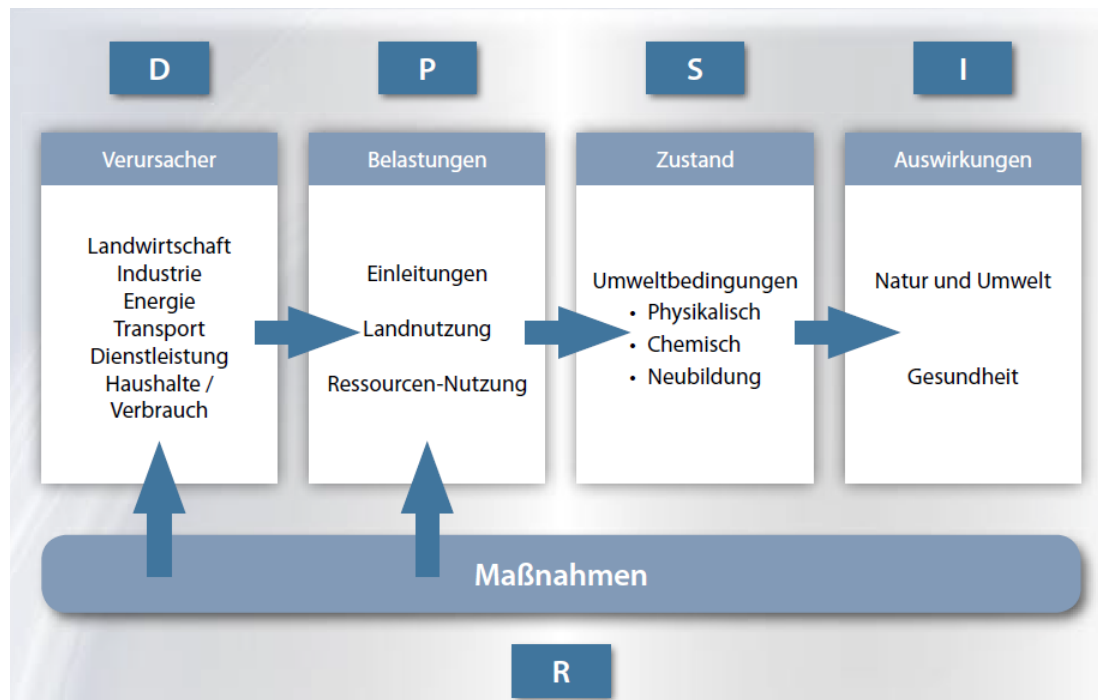 D
P
S
I
Verursacher
Landwirtschaft
Industrie
Energie
Transport
Dienstleistung
Haushalte /
Verbrauch
Belastungen
Einleitungen
Landnutzung
Ressourcen-Nutzung
Zustand
Umweltbedingungen
• Physikalisch
• Chemisch
• Neubildung
Auswirkungen
Natur und Umwelt
Gesundheit
Maßnahmen
R